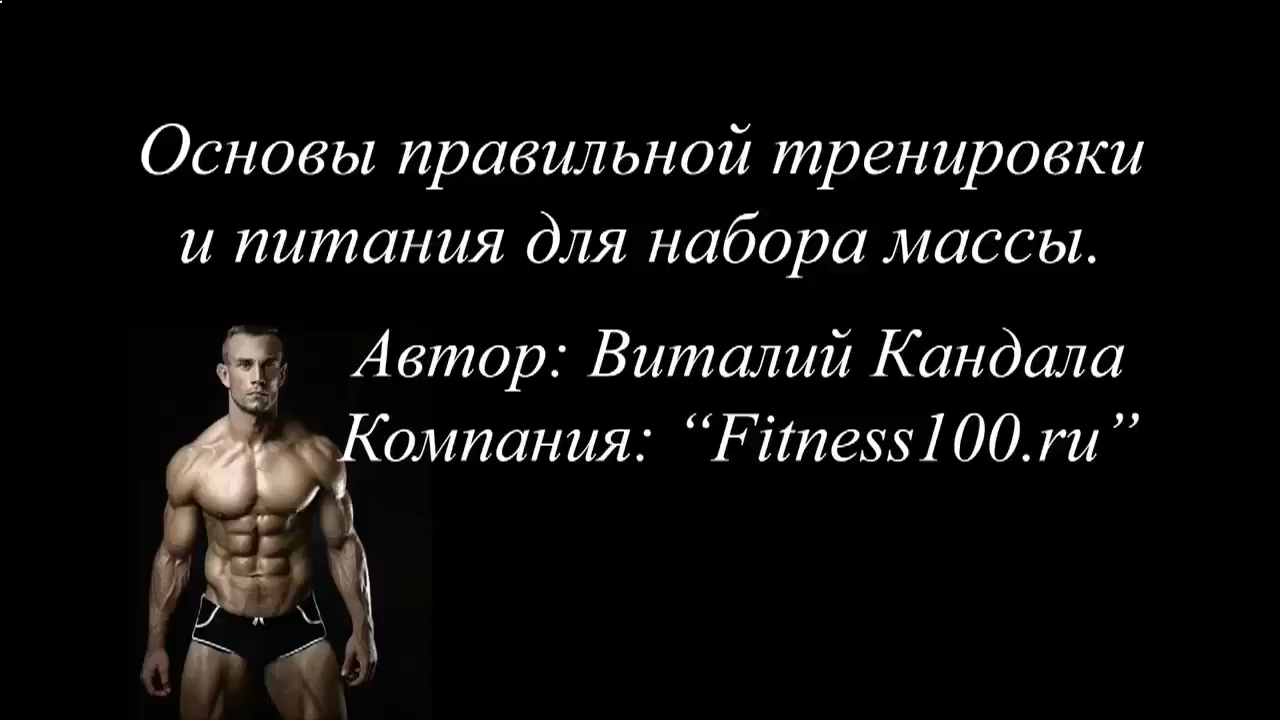 Основы правильной тренировки
и питания для набора массы.
Автор: Виталий Кандала
Компания: “Fitness100.ru”